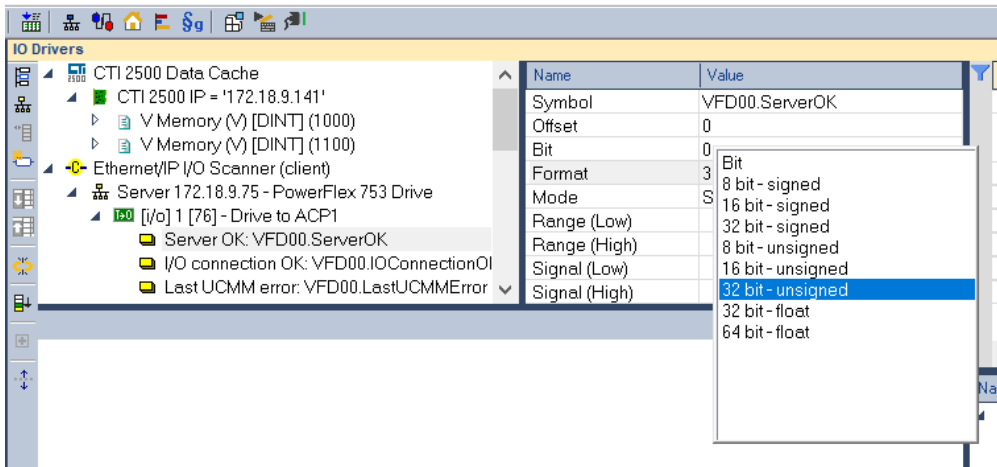 §g
IO Drivers
CTI 2500 Data Cache
CTI 2500 IP = '172.18.9.141'
V Memory (V) [DINT] (1000)
V Memory (V) [DINT] (1100)
Ethernet/IP I/O Scanner (client)
Server 172.18.9.75 - PowerFlex 753 Drive
[i/o] 1 [76] - Drive to ACP1
Server OK: VFD00.ServerOK
I/O connection OK: VFD00.IOConnectionOl
Last UCMM error: VFD00.LastUCMMError
Name Value
Symbol VFD00.ServerOK
Offset 0
Bit 0
Format 3
Mode S
Range (Low)
Range (High)
Signal (Low)
Signal (High)
Bit
8 bit - signed
16 bit - signed
32 bit - signed
8 bit - unsigned
16 bit - unsigned
32 bit - unsigned
32 bit - float
64 bit - float
Na